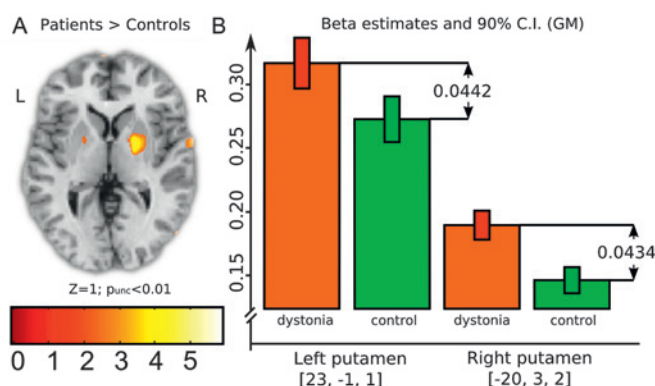 A Patients > Controls
L
R
Z=1; punc<0.01
0 1 2 3 4 5
B Beta estimates and 90% C.I. (GM)
0.30
0.25
0.20
0.15
0.0442
0.0434
dystonia control dystonia control
Left putamen Right putamen
[23, -1, 1] [-20, 3, 2]